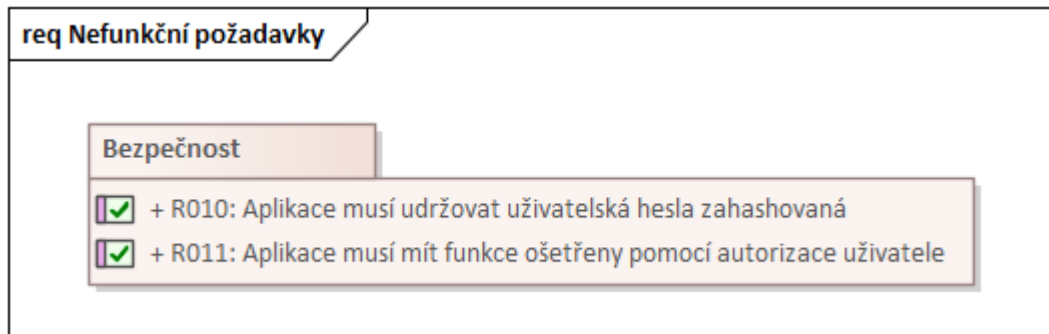 req Nefunkční požadavky
Bezpečnost
+ R010: Aplikace musí udržovat uživatelská hesla zahashovaná
+ R011: Aplikace musí mít funkce ošetřeny pomocí autorizace uživatele